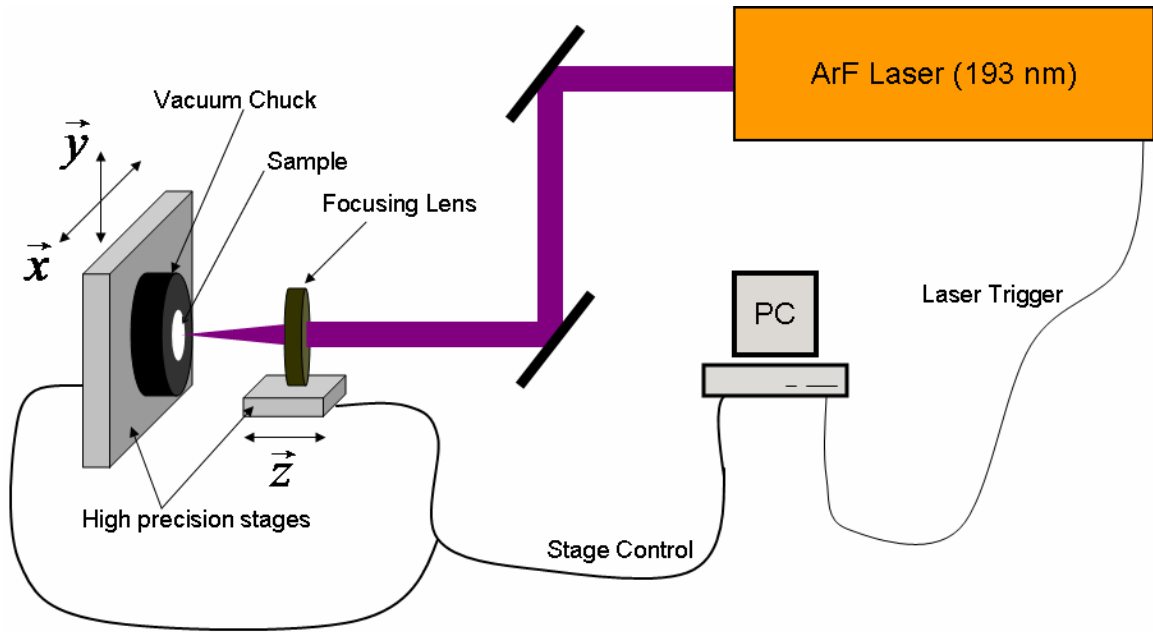 ArF Laser (193 nm)
Vacuum Chuck
y
Sample
Focusing Lens
x
Laser Trigger
PC
z
High precision stages
Stage Control